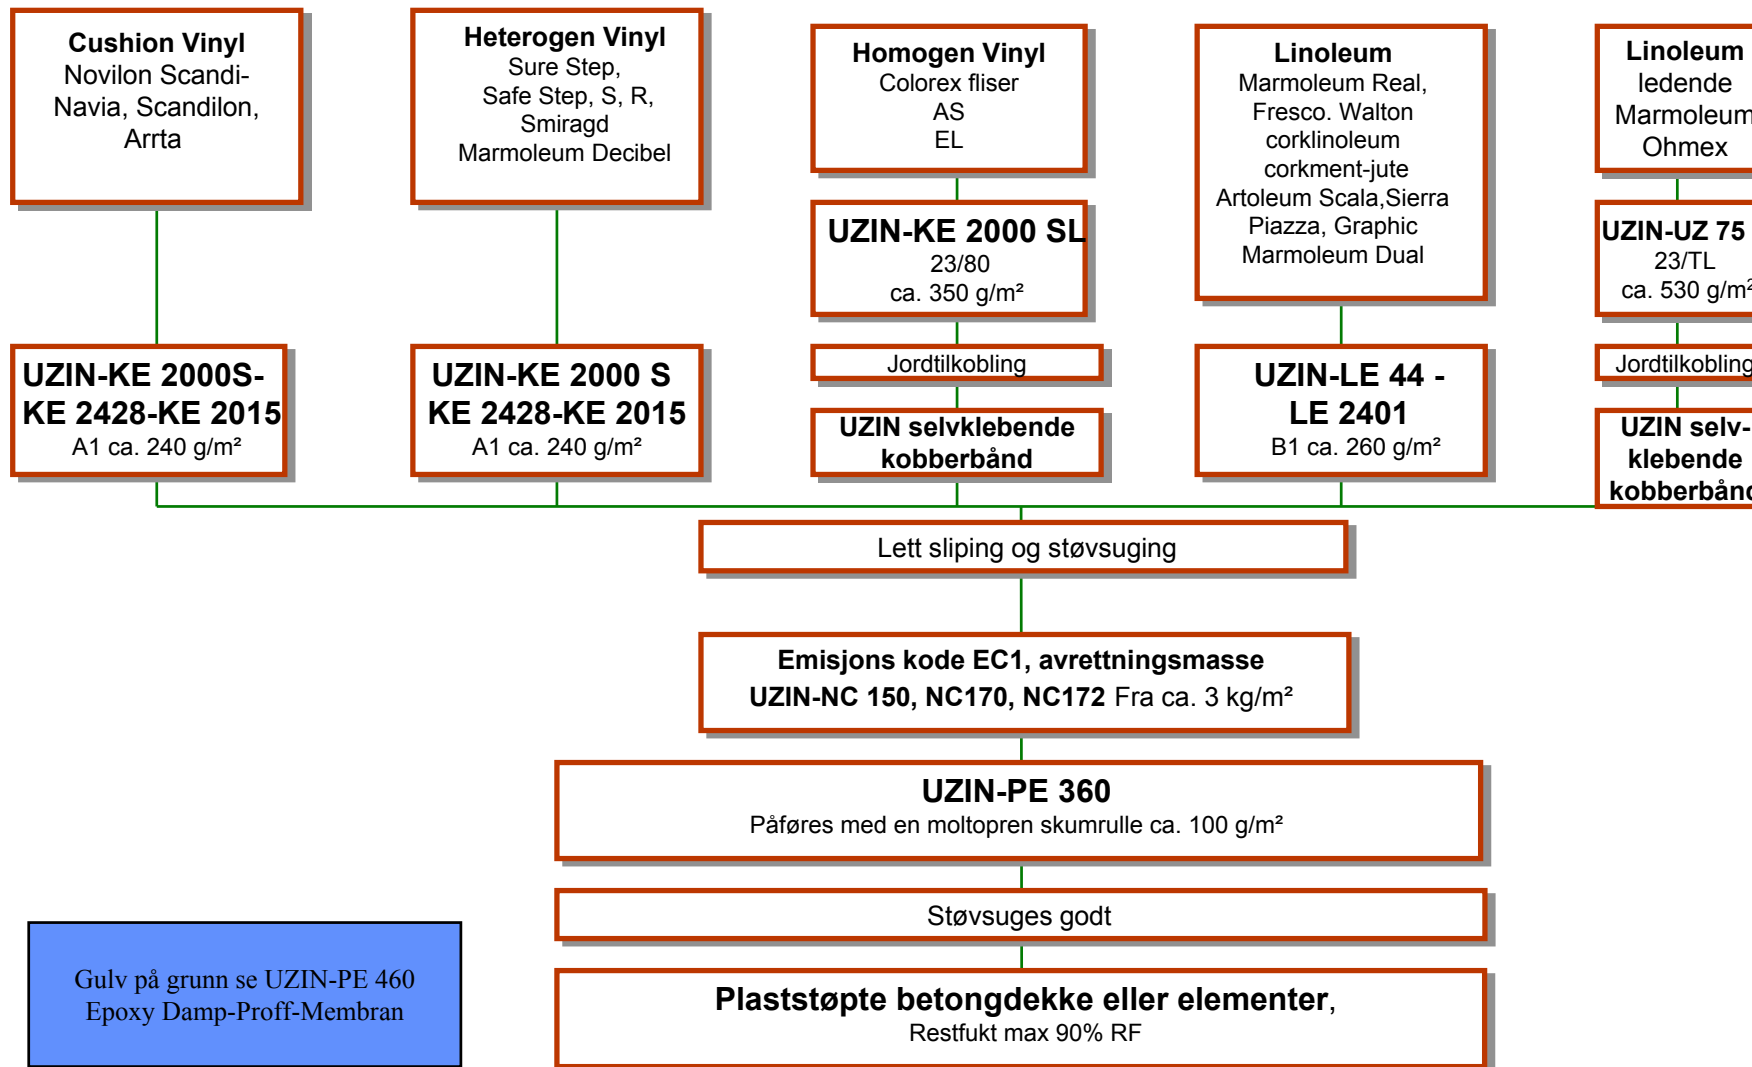 Cushion Vinyl
Novilon Scandi-
Navia, Scandilon,
Arrta
Heterogen Vinyl
Sure Step,
Safe Step, S, R,
Smiragd
Marmoleum Decibel
Homogen Vinyl
Colorex fliser
AS
EL
Linoleum
Marmoleum Real,
Fresco. Walton
corklinoleum
corkment-jute
Artoleum Scala,Sierra
Piazza, Graphic
Marmoleum Dual
Linoleum
ledende
Marmoleum
Ohmex
UZIN-KE 2000 SL
23/80
ca. 350 g/m²
UZIN-UZ 75
23/TL
ca. 530 g/m²
Jordtilkobling
Jordtilkobling
UZIN-KE 2000S-
KE 2428-KE 2015
A1 ca. 240 g/m²
UZIN-KE 2000 S
KE 2428-KE 2015
A1 ca. 240 g/m²
UZIN selvklebende
kobberbånd
UZIN-LE 44 -
LE 2401
B1 ca. 260 g/m²
UZIN selv-
klebende
kobberbånd
Lett sliping og støvsuging
Emisjons kode EC1, avrettningsmasse
UZIN-NC 150, NC170, NC172 Fra ca. 3 kg/m²
UZIN-PE 360
Påføres med en moltopren skumrulle ca. 100 g/m²
Støvsuges godt
Plaststøpte betongdekke eller elementer,
Restfukt max 90% RF
Gulv på grunn se UZIN-PE 460
Epoxy Damp-Proff-Membran